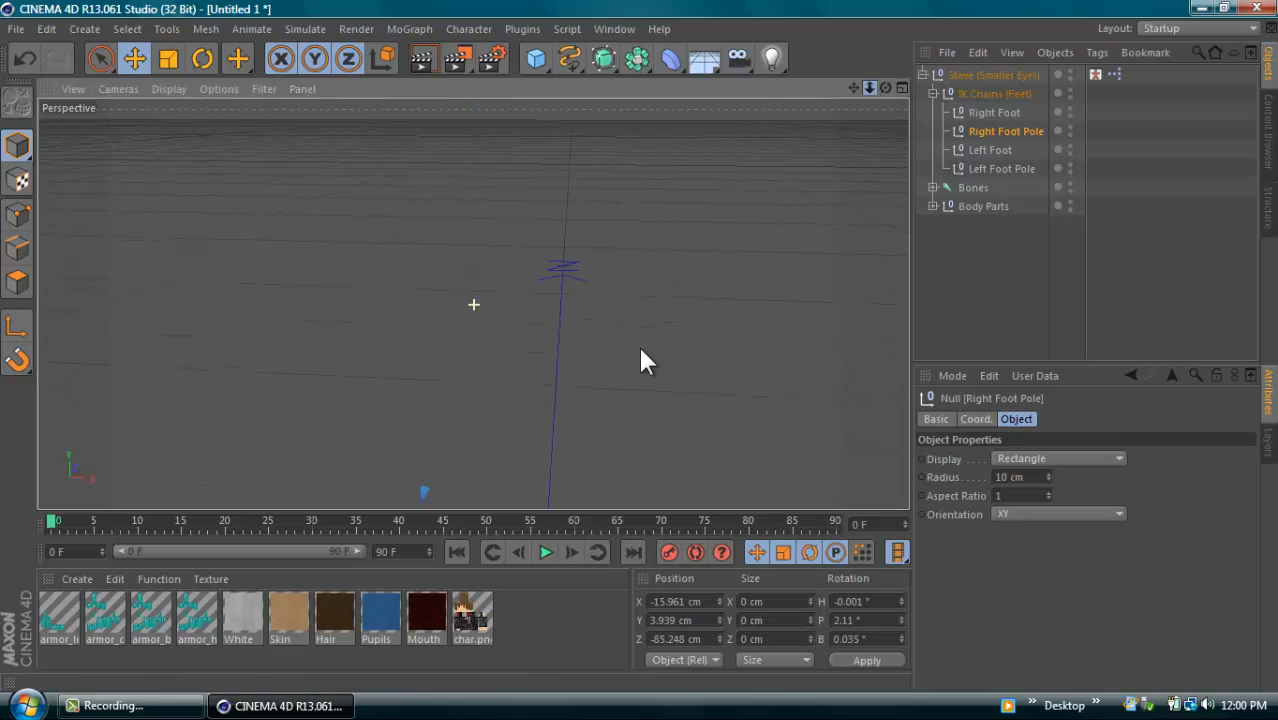 CINEMA 4D R13.061 Studio (32 Bit) - [Untitled 1 *]
File Edit Create Select Tools Mesh Animate Simulate Render MoGraph Character Plugins Script Window Help Layout: Startup
File Edit View Objects Tags Bookmark
View Cameras Display Options Filter Panel
Perspective
Steve (Smaller Eyes)
IK-Chains (Feet)
Right Foot
Right Foot Pole
Left Foot
Left Foot Pole
Bones
Body Parts
Objects
Content Browser
Structure
Mode Edit User Data
Null [Right Foot Pole]
Basic Coord. Object
Object Properties
Display Rectangle
Radius 10 cm
Aspect Ratio 1
Orientation XY
Attributes
Layers
Y
X
0 5 10 15 20 25 30 35 40 45 50 55 60 65 70 75 80 85 90 0 F
0 F 0 F 90 F 90 F
Create Edit Function Texture
armor_le armor_c armor_b armor_h White Skin Hair Pupils Mouth char.pn
Position Size Rotation
X -15.961 cm X 0 cm H -0.001 °
Y 3.939 cm Y 0 cm P 2.11 °
Z -85.248 cm Z 0 cm B 0.035 °
Object (Rel) Size Apply
MAXON
CINEMA 4D
Recording... CINEMA 4D R13.061... Desktop 12:00 PM